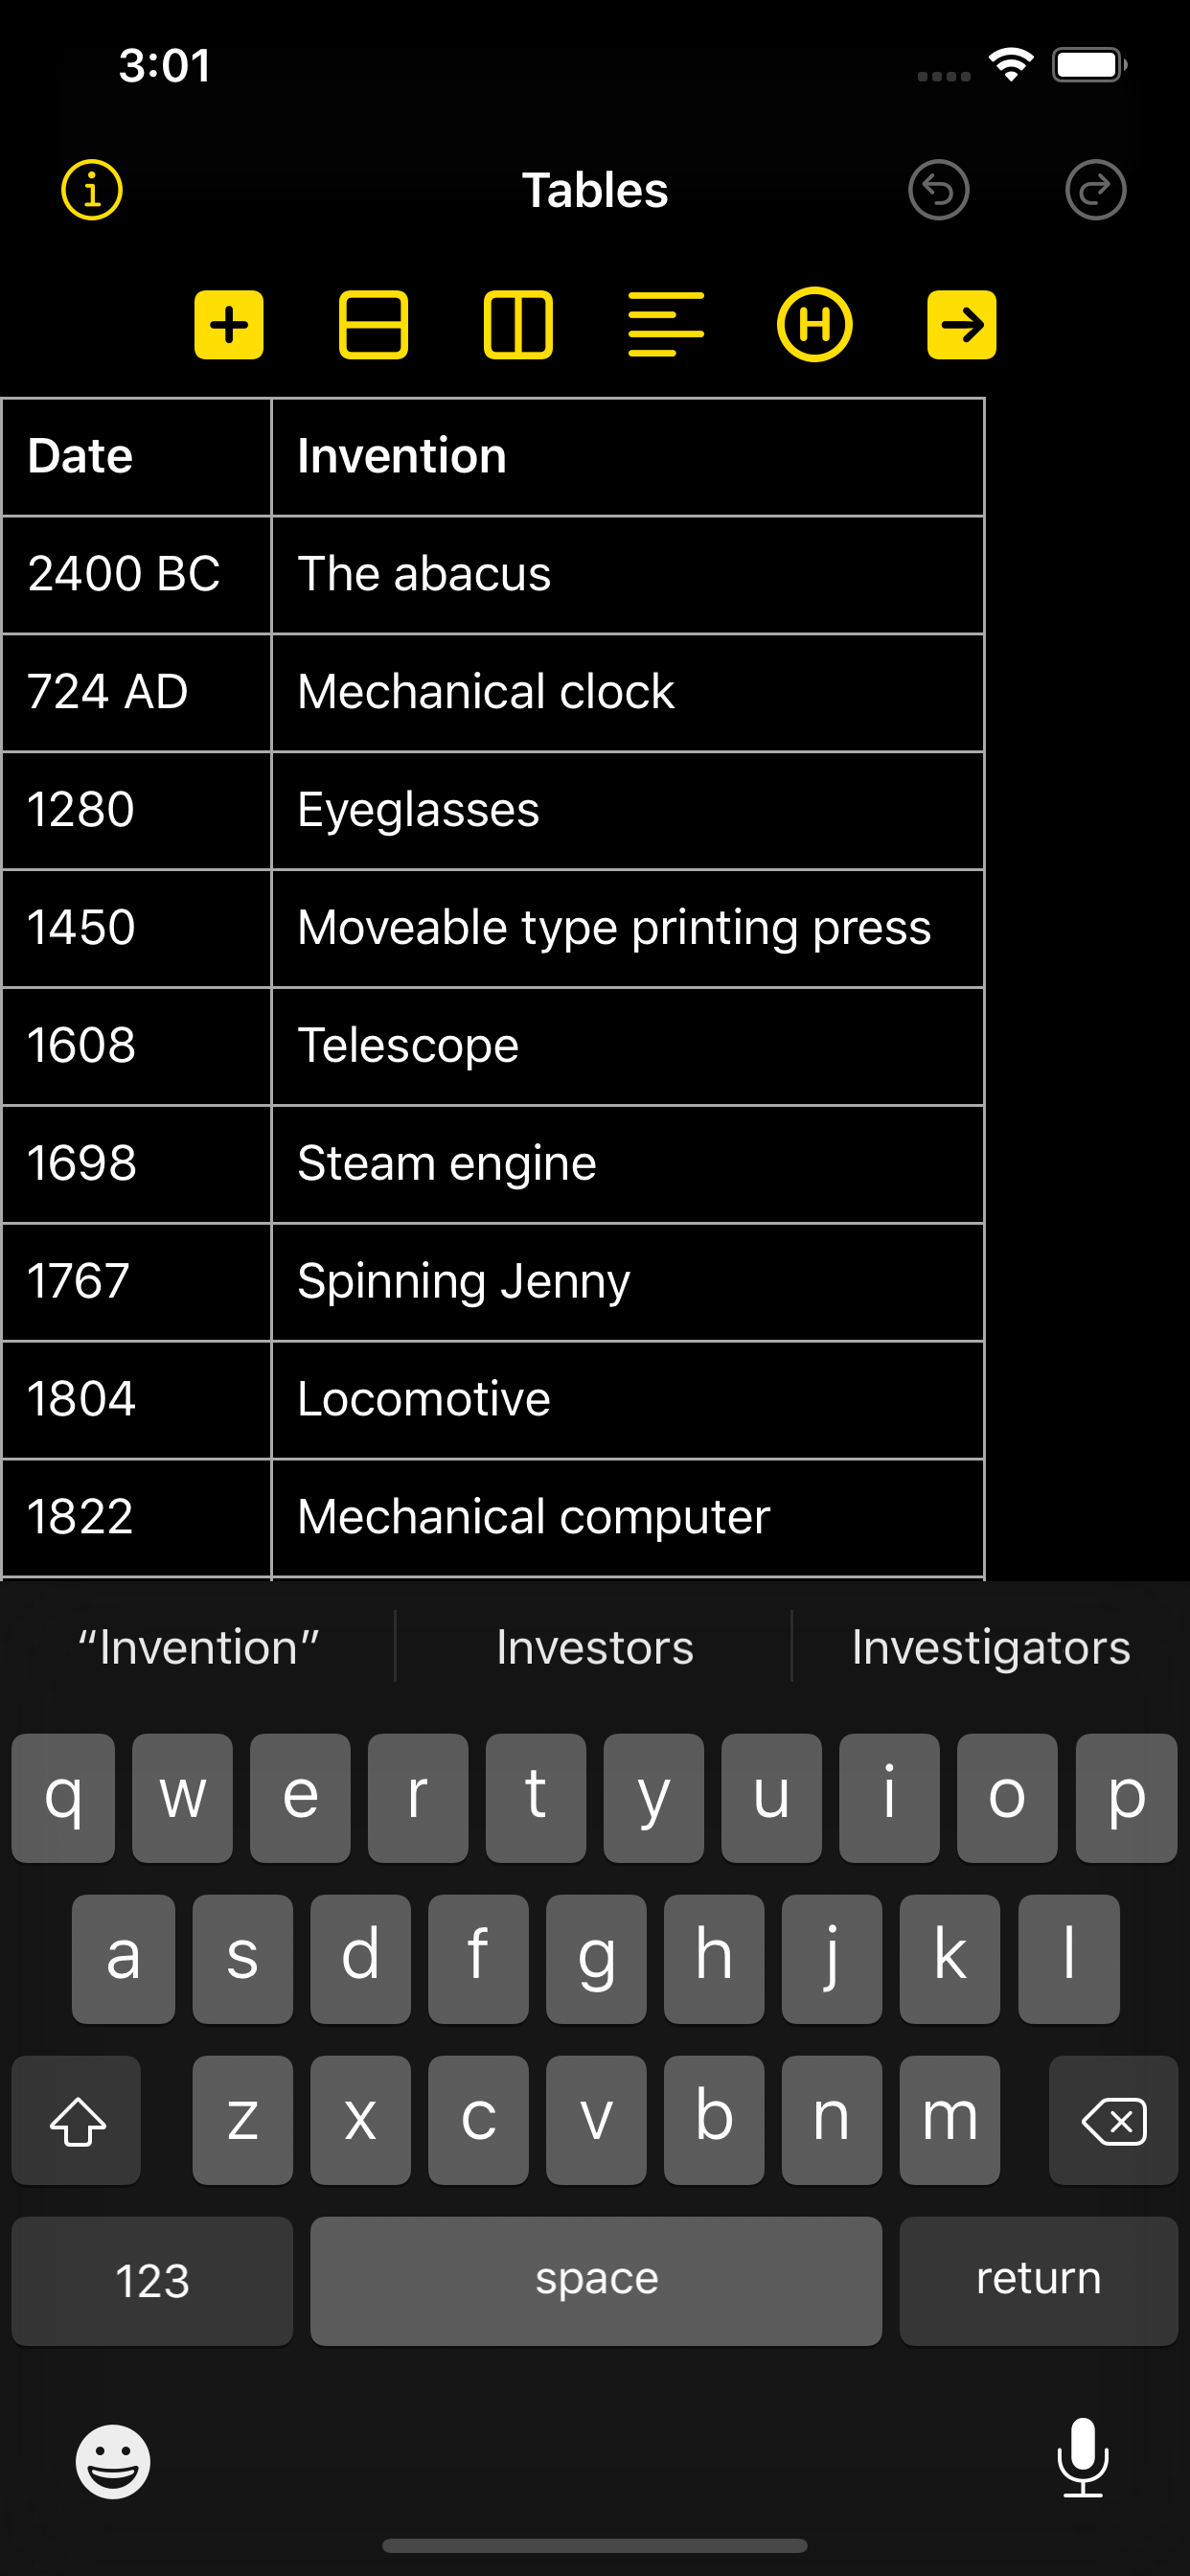 3:01
Tables
H
Date Invention
2400 BC The abacus
724 AD Mechanical clock
1280 Eyeglasses
1450 Moveable type printing press
1608 Telescope
1698 Steam engine
1767 Spinning Jenny
1804 Locomotive
1822 Mechanical computer
“Invention” Investors Investigators
q w e r t y u i o p
a s d f g h j k l
z x c v b n m
123 space return